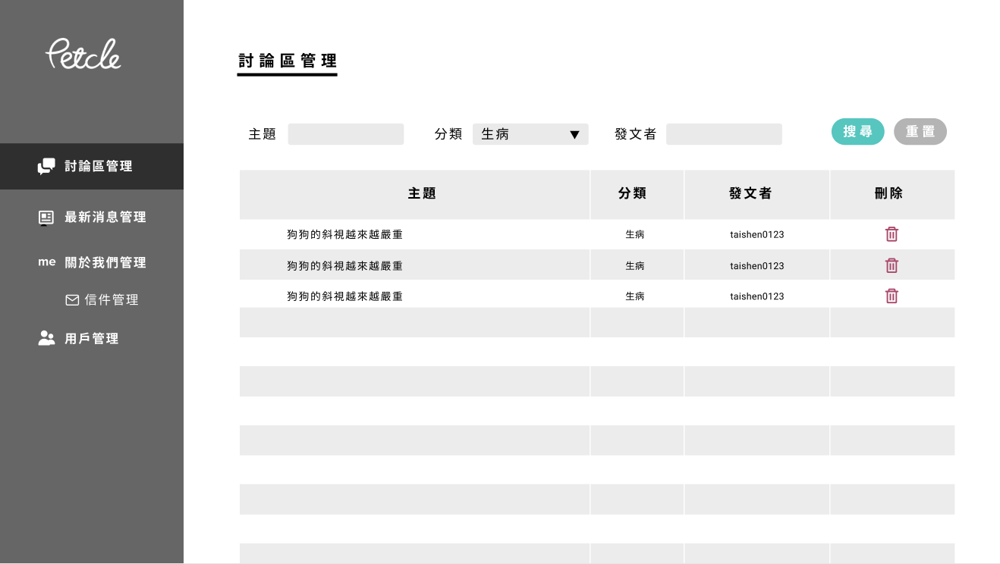 Petcle
討論區管理
最新消息管理
me 關於我們管理
信件管理
用戶管理
討論區管理
主題 分類 生病 ▼ 發文者 搜尋 重置
主題 分類 發文者 刪除
狗狗的斜視越來越嚴重 生病 taishen0123
狗狗的斜視越來越嚴重 生病 taishen0123
狗狗的斜視越來越嚴重 生病 taishen0123